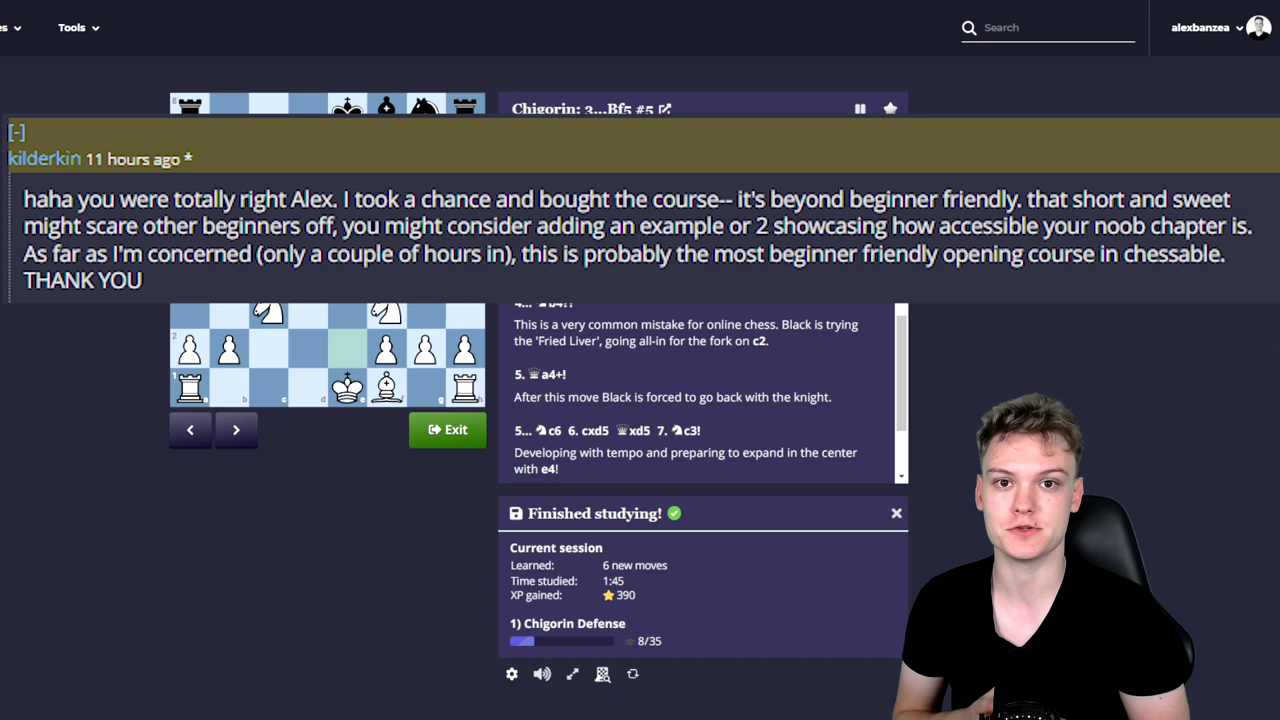 es
Tools
Search
alexbanzea
8
Chigorin: 3...Bf5 #5
[-]
kilderkin 11 hours ago *
haha you were totally right Alex. I took a chance and bought the course-- it's beyond beginner friendly. that short and sweet
might scare other beginners off, you might consider adding an example or 2 showcasing how accessible your noob chapter is.
As far as I'm concerned (only a couple of hours in), this is probably the most beginner friendly opening course in chessable.
THANK YOU
This is a very common mistake for online chess. Black is trying
the 'Fried Liver', going all-in for the fork on c2.
5. ♛a4+!
After this move Black is forced to go back with the knight.
5... ♞c6 6. cxd5 ♛xd5 7. ♞c3!
Developing with tempo and preparing to expand in the center
with e4!
2
1 a b c d e f g h
Exit
Finished studying!
Current session
Learned: 6 new moves
Time studied: 1:45
XP gained: 390
1) Chigorin Defense
8/35